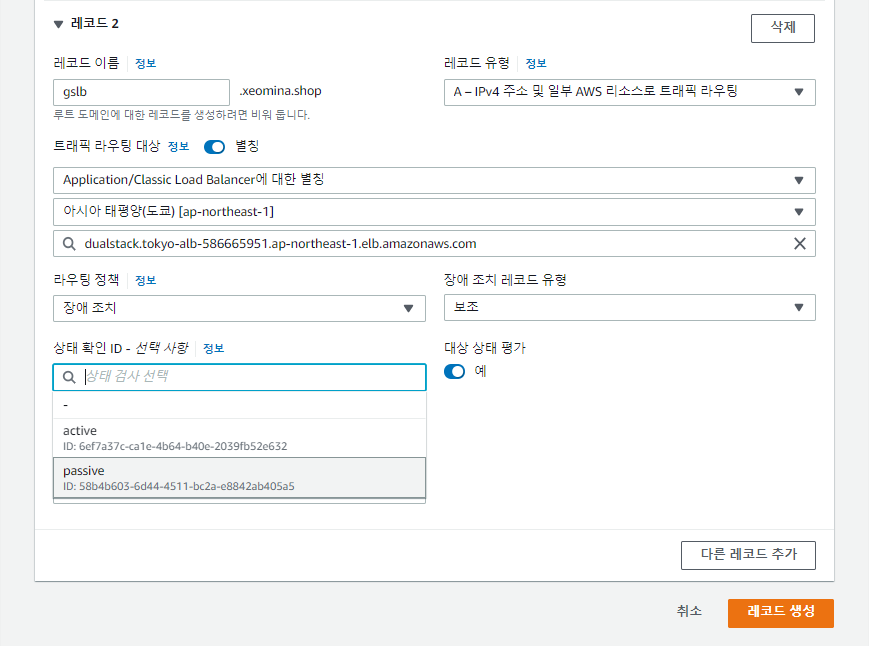 레코드 2
삭제
레코드 이름 정보
레코드 유형 정보
gslb .xeomina.shop
A – IPv4 주소 및 일부 AWS 리소스로 트래픽 라우팅
루트 도메인에 대한 레코드를 생성하려면 비워 둡니다.
트래픽 라우팅 대상 정보 별칭
Application/Classic Load Balancer에 대한 별칭
아시아 태평양(도쿄) [ap-northeast-1]
dualstack.tokyo-alb-586665951.ap-northeast-1.elb.amazonaws.com
라우팅 정책 정보
장애 조치 레코드 유형
장애 조치
보조
상태 확인 ID - 선택 사항 정보
대상 상태 평가
상태 검사 선택
예
-
active
ID: 6ef7a37c-ca1e-4b64-b40e-2039fb52e632
passive
ID: 58b4b603-6d44-4511-bc2a-e8842ab405a5
다른 레코드 추가
취소
레코드 생성